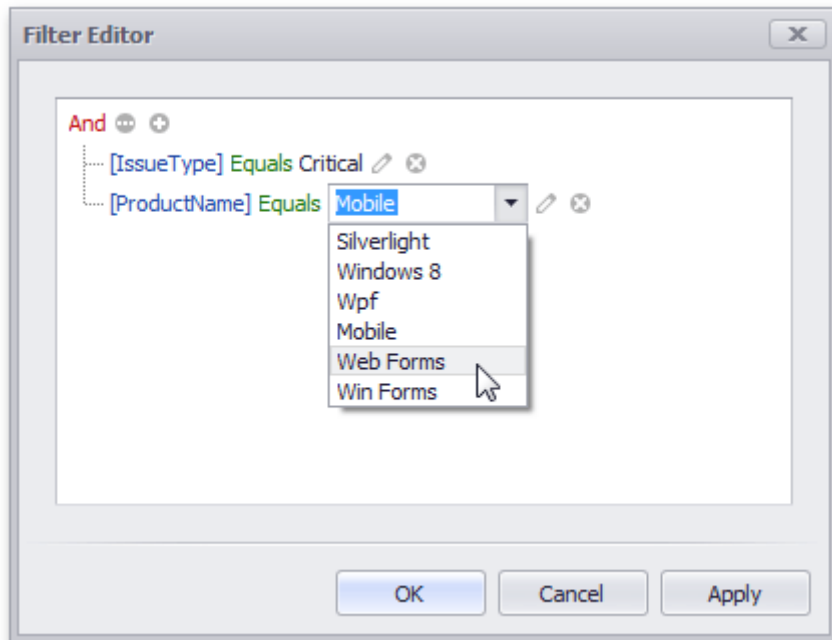 Filter Editor
And
[IssueType] Equals Critical
[ProductName] Equals Mobile
Silverlight
Windows 8
Wpf
Mobile
Web Forms
Win Forms
OK Cancel Apply